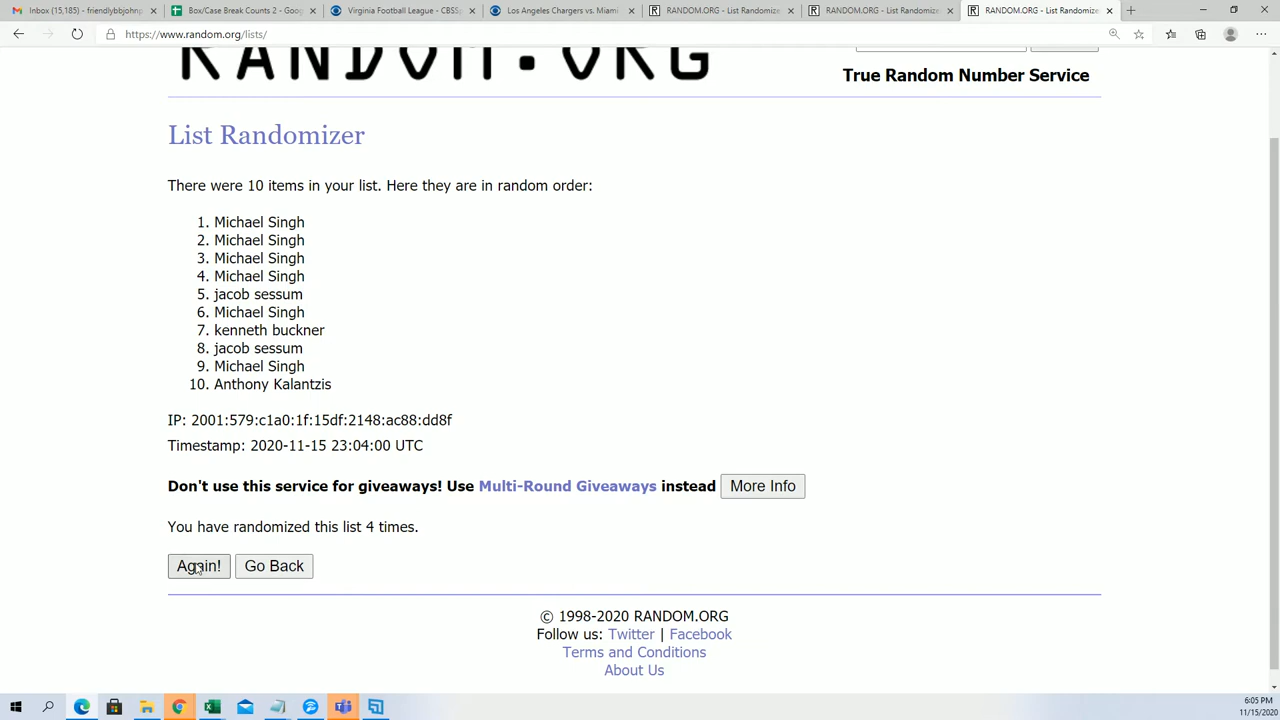 Inbox (15,185) - friendlybbjohnp
Box/Case Break Counts 2 - Goog
Virginia Football League - CBSSp
Los Angeles Chargers vs. Miami
RANDOM.ORG - List Randomize
RANDOM.ORG - List Randomize
RANDOM.ORG - List Randomize
https://www.random.org/lists/
RANDOM.ORG
True Random Number Service
List Randomizer
There were 10 items in your list. Here they are in random order:
1. Michael Singh
2. Michael Singh
3. Michael Singh
4. Michael Singh
5. jacob sessum
6. Michael Singh
7. kenneth buckner
8. jacob sessum
9. Michael Singh
10. Anthony Kalantzis
IP: 2001:579:c1a0:1f:15df:2148:ac88:dd8f
Timestamp: 2020-11-15 23:04:00 UTC
Don't use this service for giveaways! Use Multi-Round Giveaways instead More Info
You have randomized this list 4 times.
Again! Go Back
© 1998-2020 RANDOM.ORG
Follow us: Twitter | Facebook
Terms and Conditions
About Us
6:05 PM
11/15/2020